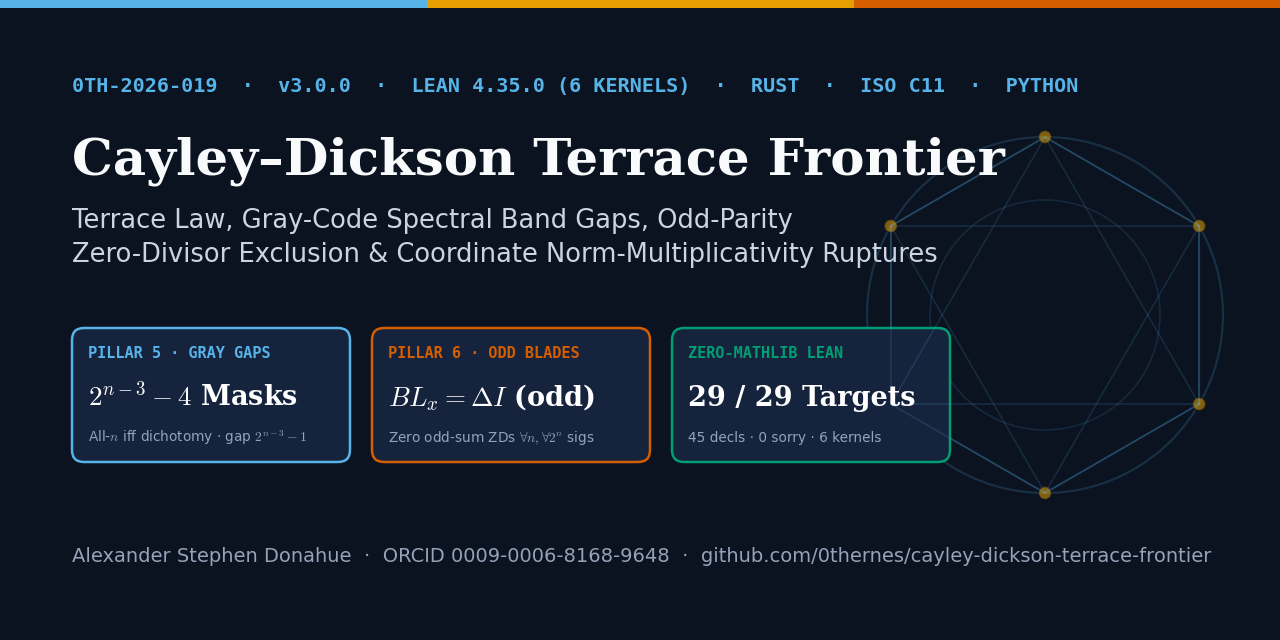 0TH-2026-019 · v3.0.0 · LEAN 4.35.0 (6 KERNELS) · RUST · ISO C11 · PYTHON
Cayley–Dickson Terrace Frontier
Terrace Law, Gray-Code Spectral Band Gaps, Odd-Parity
Zero-Divisor Exclusion & Coordinate Norm-Multiplicativity Ruptures
PILLAR 5 · GRAY GAPS
2^{n−3} − 4 Masks
All-n iff dichotomy · gap 2^{n−3} − 1
PILLAR 6 · ODD BLADES
BL_x = ΔI (odd)
Zero odd-sum ZDs ∀n, ∀2^n sigs
ZERO-MATHLIB LEAN
29 / 29 Targets
45 decls · 0 sorry · 6 kernels
Alexander Stephen Donahue · ORCID 0009-0006-8168-9648 · github.com/0thernes/cayley-dickson-terrace-frontier